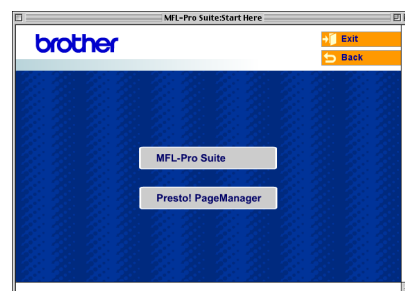 MFL-Pro Suite:Start Here
brother
Exit
Back
MFL-Pro Suite
Presto! PageManager